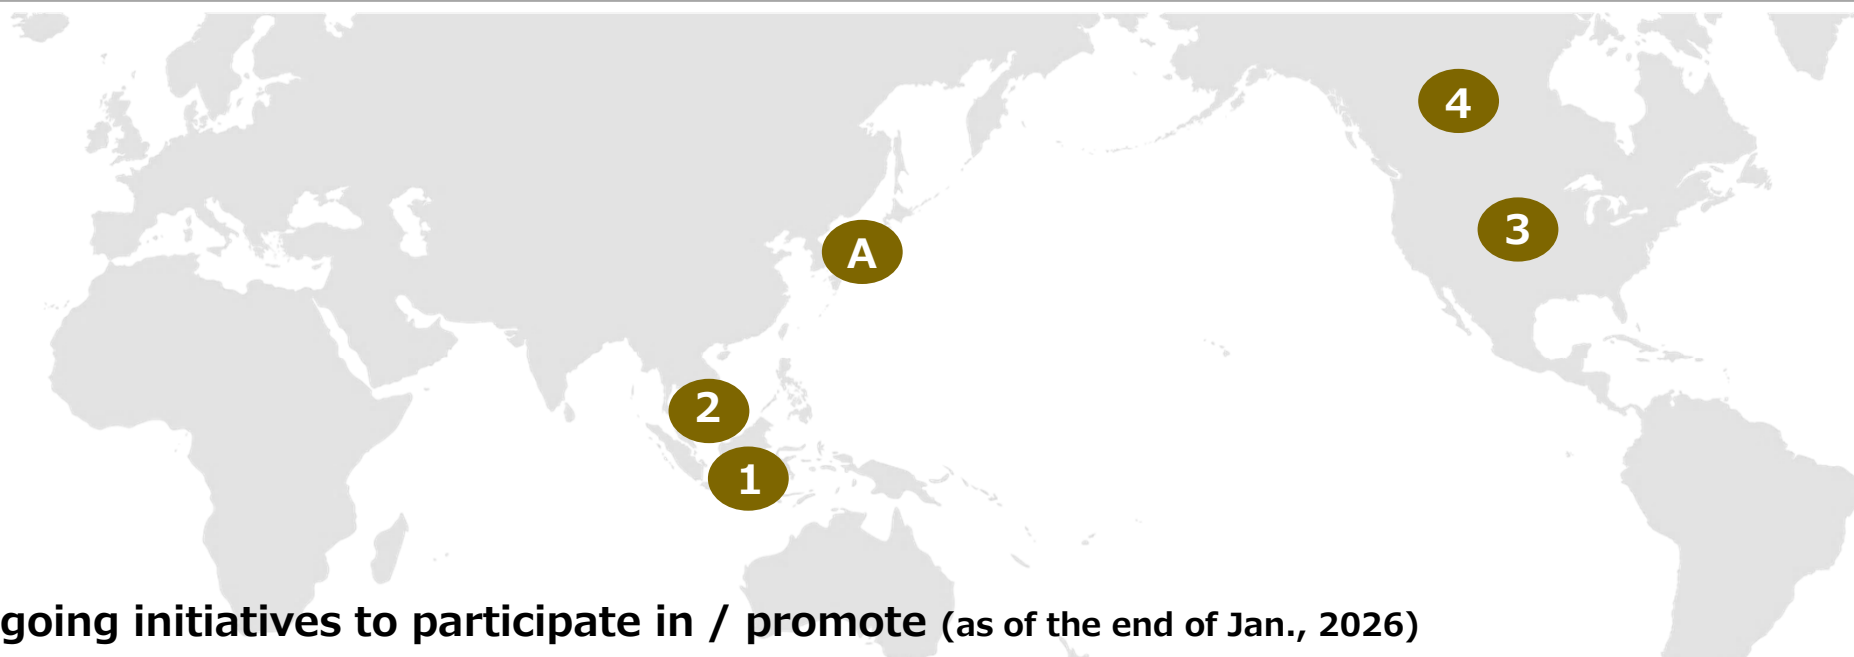 4
3
A
2
1
going initiatives to participate in / promote (as of the end of Jan., 2026)